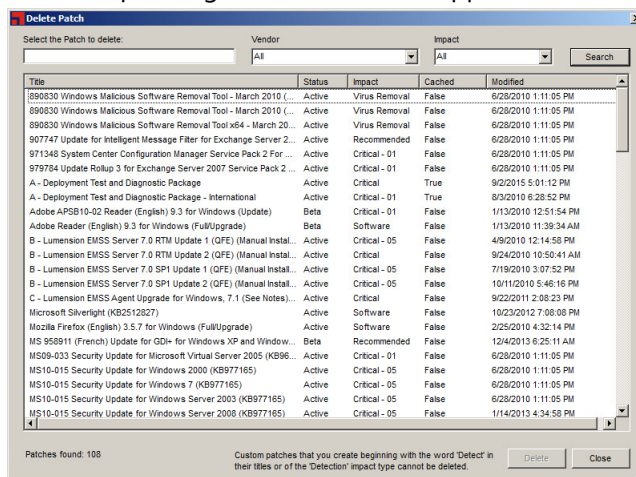 Delete Patch
Select the Patch to delete: Vendor Impact
All All Search
Title Status Impact Cached Modified
890830 Windows Malicious Software Removal Tool - March 2010 (... Active Virus Removal False 6/28/2010 1:11:05 PM
890830 Windows Malicious Software Removal Tool - March 2010 (... Active Virus Removal False 6/28/2010 1:11:05 PM
890830 Windows Malicious Software Removal Tool x64 - March 20... Active Virus Removal False 6/28/2010 1:11:05 PM
907747 Update for Intelligent Message Filter for Exchange Server 2... Active Recommended False 6/28/2010 1:11:05 PM
971348 System Center Configuration Manager Service Pack 2 For ... Active Critical - 01 False 6/28/2010 1:11:05 PM
979784 Update Rollup 3 for Exchange Server 2007 Service Pack 2 ... Active Critical - 01 False 6/28/2010 1:11:05 PM
A - Deployment Test and Diagnostic Package Active Critical True 9/2/2015 5:01:12 PM
A - Deployment Test and Diagnostic Package - International Active Critical - 01 True 8/3/2010 6:28:52 PM
Adobe APSB10-02 Reader (English) 9.3 for Windows (Update) Beta Critical - 01 False 1/13/2010 12:51:54 PM
Adobe Reader (English) 9.3 for Windows (Full/Upgrade) Beta Software False 1/13/2010 11:39:34 AM
B - Lumension EMSS Server 7.0 RTM Update 1 (QFE) (Manual Instal... Active Critical - 05 False 4/9/2010 12:14:58 PM
B - Lumension EMSS Server 7.0 RTM Update 2 (QFE) (Manual Instal... Active Critical False 9/24/2010 10:50:41 AM
B - Lumension EMSS Server 7.0 SP1 Update 1 (QFE) (Manual Install... Active Critical - 05 False 7/19/2010 3:07:52 PM
B - Lumension EMSS Server 7.0 SP1 Update 2 (QFE) (Manual Install... Active Critical - 05 False 10/11/2010 5:46:16 PM
C - Lumension EMSS Agent Upgrade for Windows, 7.1 (See Notes)... Active Critical False 9/22/2011 2:08:23 PM
Microsoft Silverlight (KB2512827) Active Software False 10/23/2012 7:08:08 PM
Mozilla Firefox (English) 3.5.7 for Windows (Full/Upgrade) Active Software False 2/25/2010 4:32:14 PM
MS 958911 (French) Update for GDI+ for Windows XP and Window... Beta Recommended False 12/4/2013 6:25:11 AM
MS09-033 Security Update for Microsoft Virtual Server 2005 (KB96... Active Critical - 01 False 6/28/2010 1:11:05 PM
MS10-015 Security Update for Windows 2000 (KB977165) Active Critical - 05 False 6/28/2010 1:11:05 PM
MS10-015 Security Update for Windows 7 (KB977165) Active Critical - 05 False 6/28/2010 1:11:05 PM
MS10-015 Security Update for Windows Server 2003 (KB977165) Active Critical - 05 False 6/28/2010 1:11:05 PM
MS10-015 Security Update for Windows Server 2008 (KB977165) Active Critical - 05 False 1/14/2013 4:34:58 PM
Patches found: 108
Custom patches that you create beginning with the word 'Detect' in
their titles or of the 'Detection' impact type cannot be deleted.
Delete Close